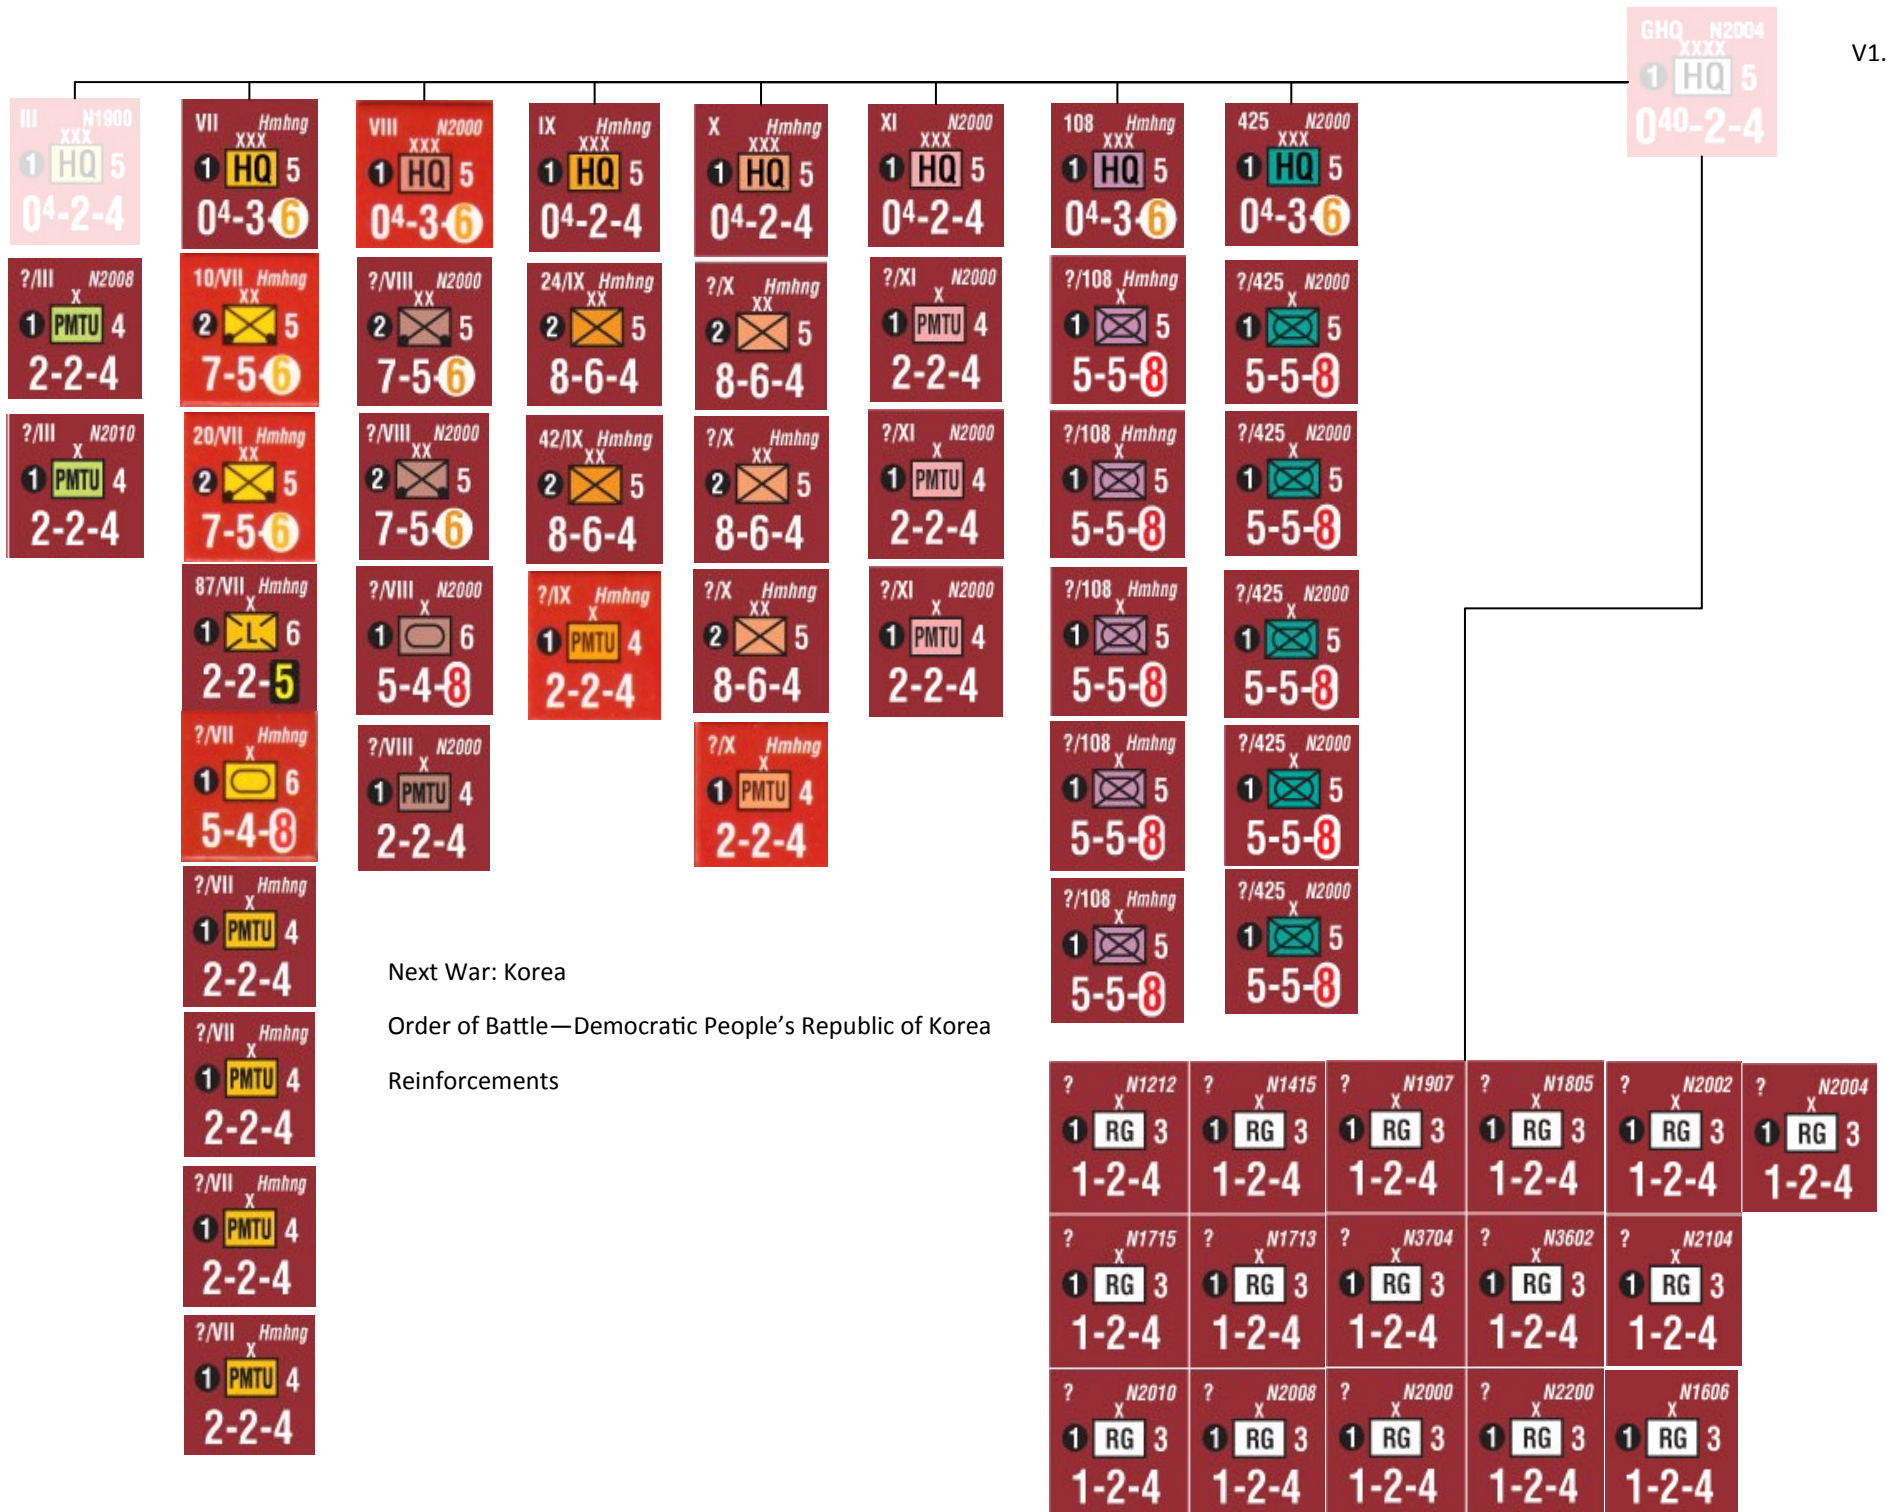 GHQ N2004
XXXX
1 HQ 5
0⁴⁰-2-4
V1.
III N1900
XXX
1 HQ 5
0⁴-2-4
?/III N2008
X
1 PMTU 4
2-2-4
?/III N2010
X
1 PMTU 4
2-2-4
VII Hmhng
XXX
1 HQ 5
0⁴-3-6
10/VII Hmhng
XX
2 5
7-5-6
20/VII Hmhng
XX
2 5
7-5-6
87/VII Hmhng
X
1 L 6
2-2-5
?/VII Hmhng
X
1 6
5-4-8
?/VII Hmhng
X
1 PMTU 4
2-2-4
?/VII Hmhng
X
1 PMTU 4
2-2-4
?/VII Hmhng
X
1 PMTU 4
2-2-4
?/VII Hmhng
X
1 PMTU 4
2-2-4
VIII N2000
XXX
1 HQ 5
0⁴-3-6
?/VIII N2000
XX
2 5
7-5-6
?/VIII N2000
XX
2 5
7-5-6
?/VIII N2000
X
1 6
5-4-8
?/VIII N2000
X
1 PMTU 4
2-2-4
IX Hmhng
XXX
1 HQ 5
0⁴-2-4
24/IX Hmhng
XX
2 5
8-6-4
42/IX Hmhng
XX
2 5
8-6-4
?/IX Hmhng
X
1 PMTU 4
2-2-4
X Hmhng
XXX
1 HQ 5
0⁴-2-4
?/X Hmhng
XX
2 5
8-6-4
?/X Hmhng
XX
2 5
8-6-4
?/X Hmhng
XX
2 5
8-6-4
?/X Hmhng
X
1 PMTU 4
2-2-4
XI N2000
XXX
1 HQ 5
0⁴-2-4
?/XI N2000
X
1 PMTU 4
2-2-4
?/XI N2000
X
1 PMTU 4
2-2-4
?/XI N2000
X
1 PMTU 4
2-2-4
108 Hmhng
XXX
1 HQ 5
0⁴-3-6
?/108 Hmhng
X
1 5
5-5-8
?/108 Hmhng
X
1 5
5-5-8
?/108 Hmhng
X
1 5
5-5-8
?/108 Hmhng
X
1 5
5-5-8
?/108 Hmhng
X
1 5
5-5-8
425 N2000
XXX
1 HQ 5
0⁴-3-6
?/425 N2000
X
1 5
5-5-8
?/425 N2000
X
1 5
5-5-8
?/425 N2000
X
1 5
5-5-8
?/425 N2000
X
1 5
5-5-8
?/425 N2000
X
1 5
5-5-8
Next War: Korea
Order of Battle—Democratic People's Republic of Korea
Reinforcements
? N1212
X
1 RG 3
1-2-4
? N1415
X
1 RG 3
1-2-4
? N1907
X
1 RG 3
1-2-4
? N1805
X
1 RG 3
1-2-4
? N2002
X
1 RG 3
1-2-4
? N2004
X
1 RG 3
1-2-4
? N1715
X
1 RG 3
1-2-4
? N1713
X
1 RG 3
1-2-4
? N3704
X
1 RG 3
1-2-4
? N3602
X
1 RG 3
1-2-4
? N2104
X
1 RG 3
1-2-4
? N2010
X
1 RG 3
1-2-4
? N2008
X
1 RG 3
1-2-4
? N2000
X
1 RG 3
1-2-4
? N2200
X
1 RG 3
1-2-4
? N1606
X
1 RG 3
1-2-4